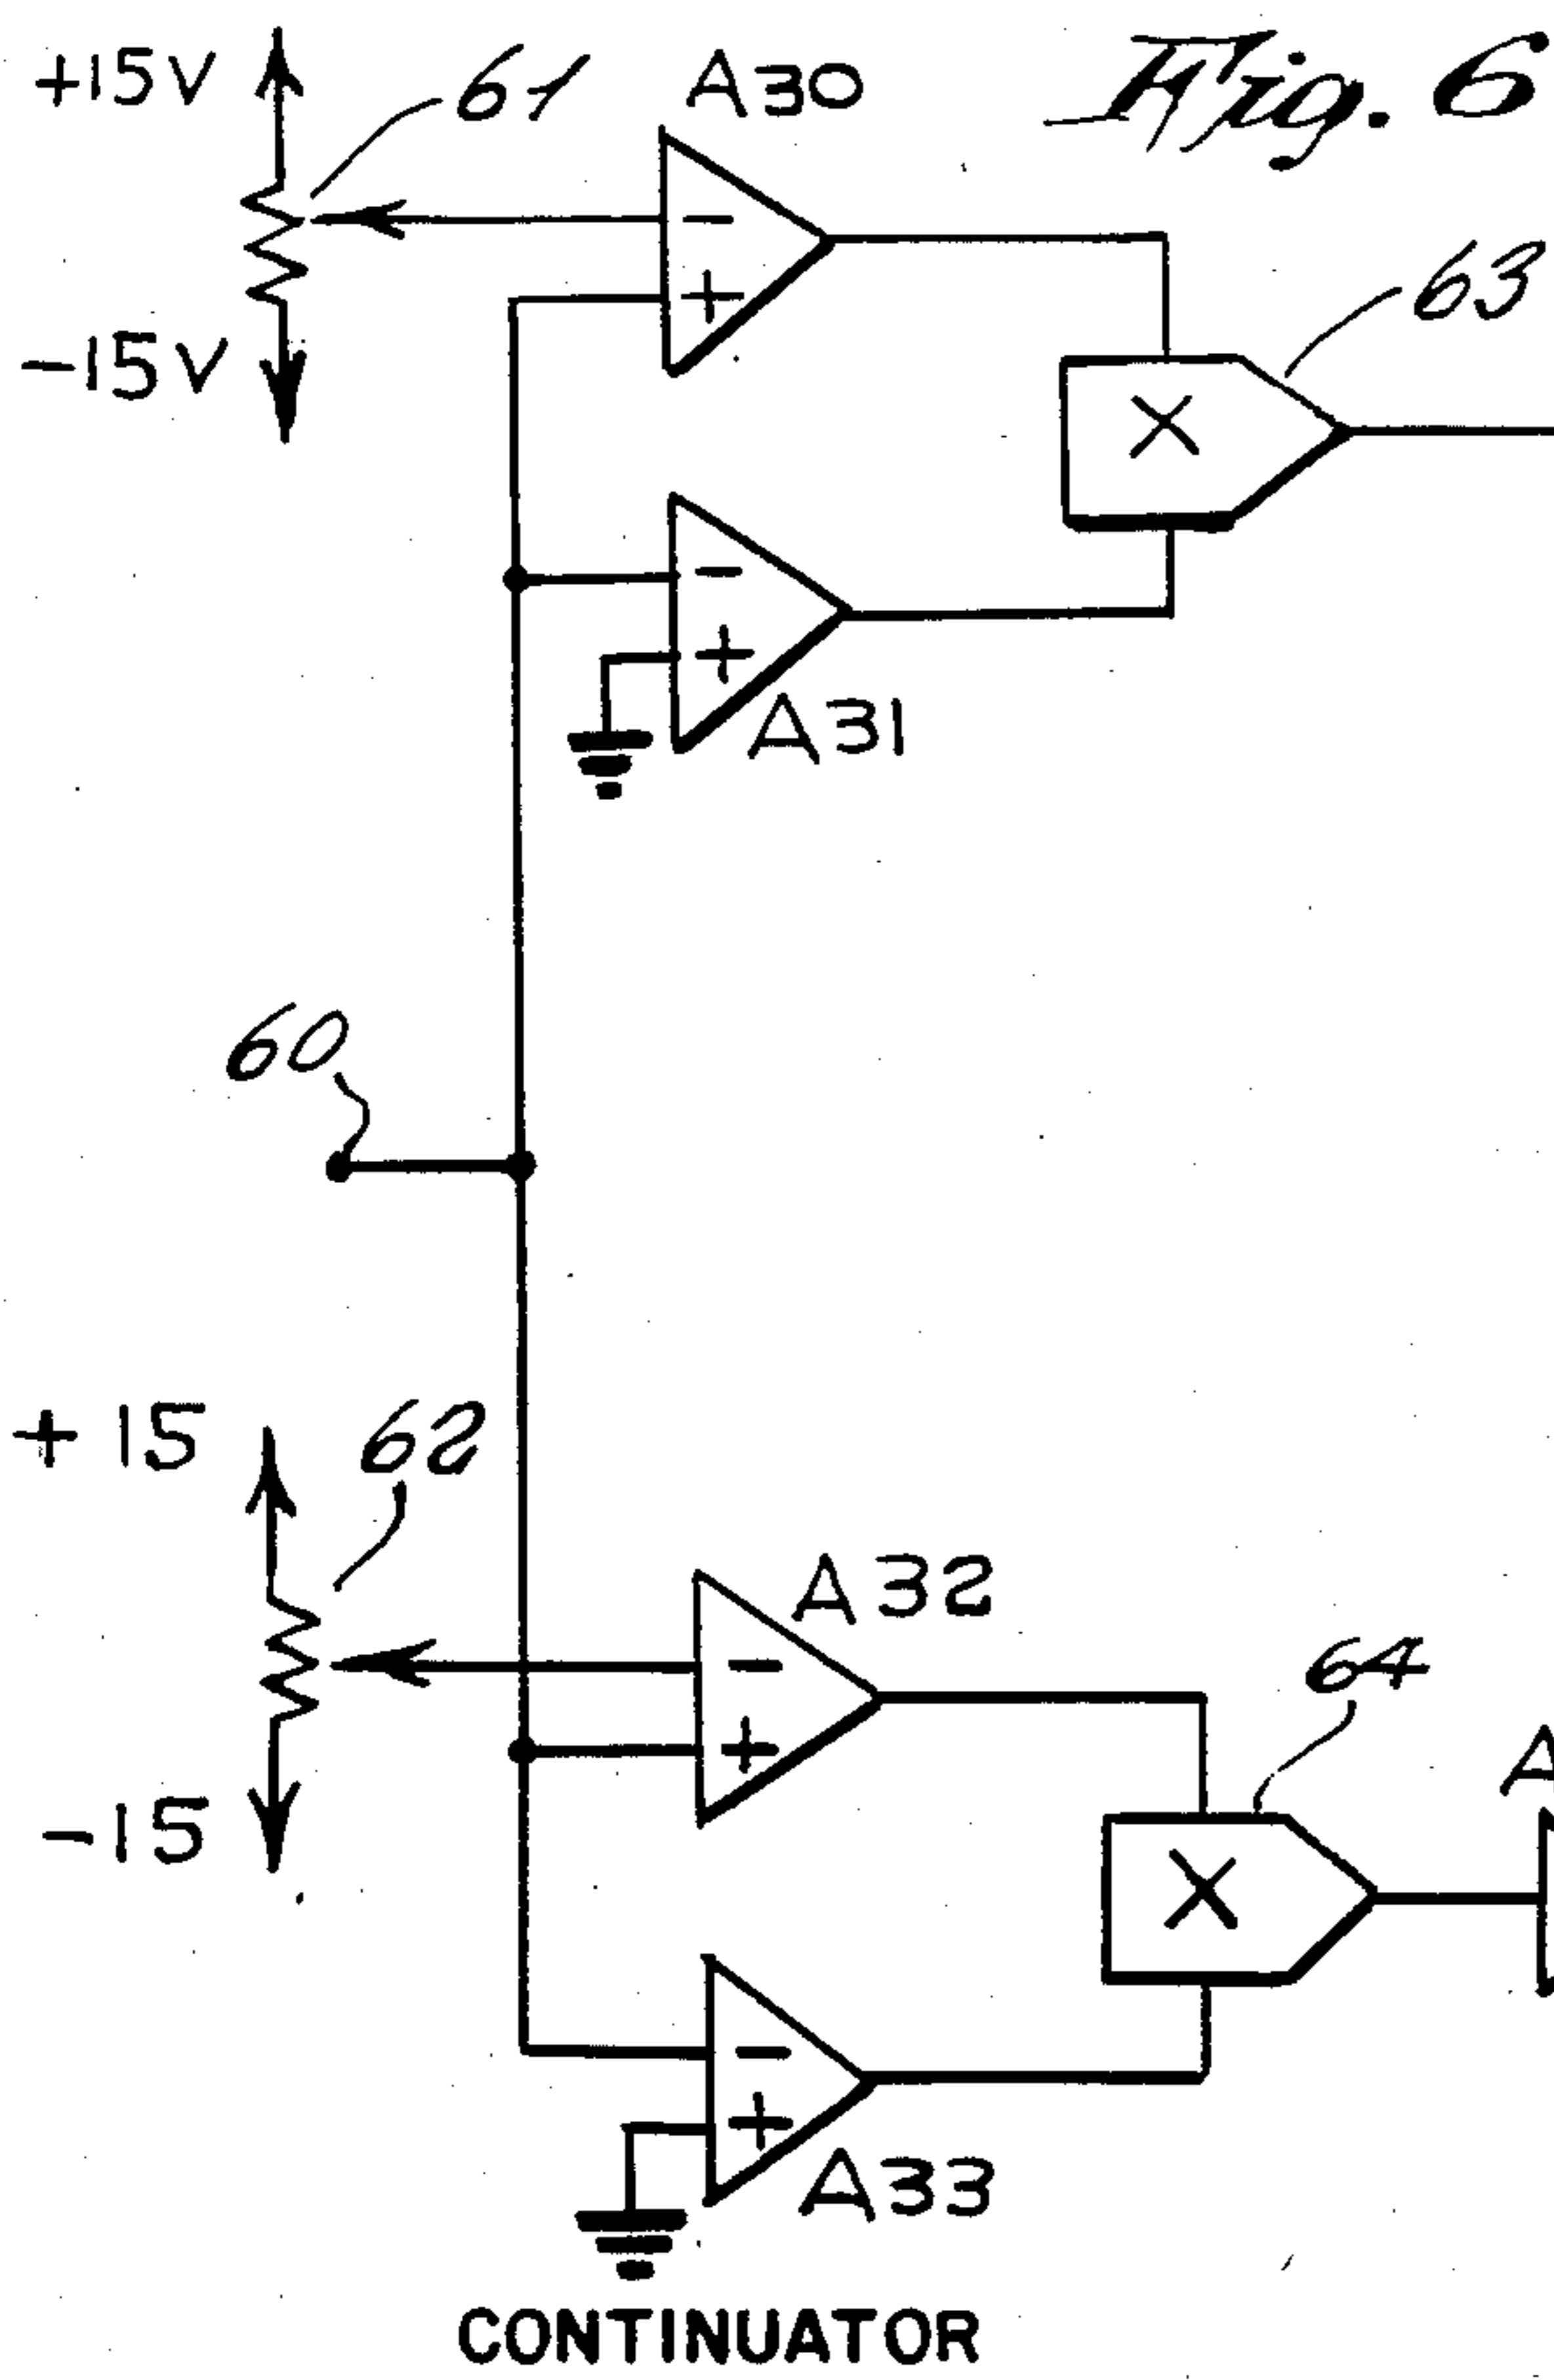 Fig. 6
+15V
61
A30
-
+
-15V
63
X
-
+
A31
60
+15
62
A32
-
+
64
-15
A
X
-
+
A33
CONTINUATOR